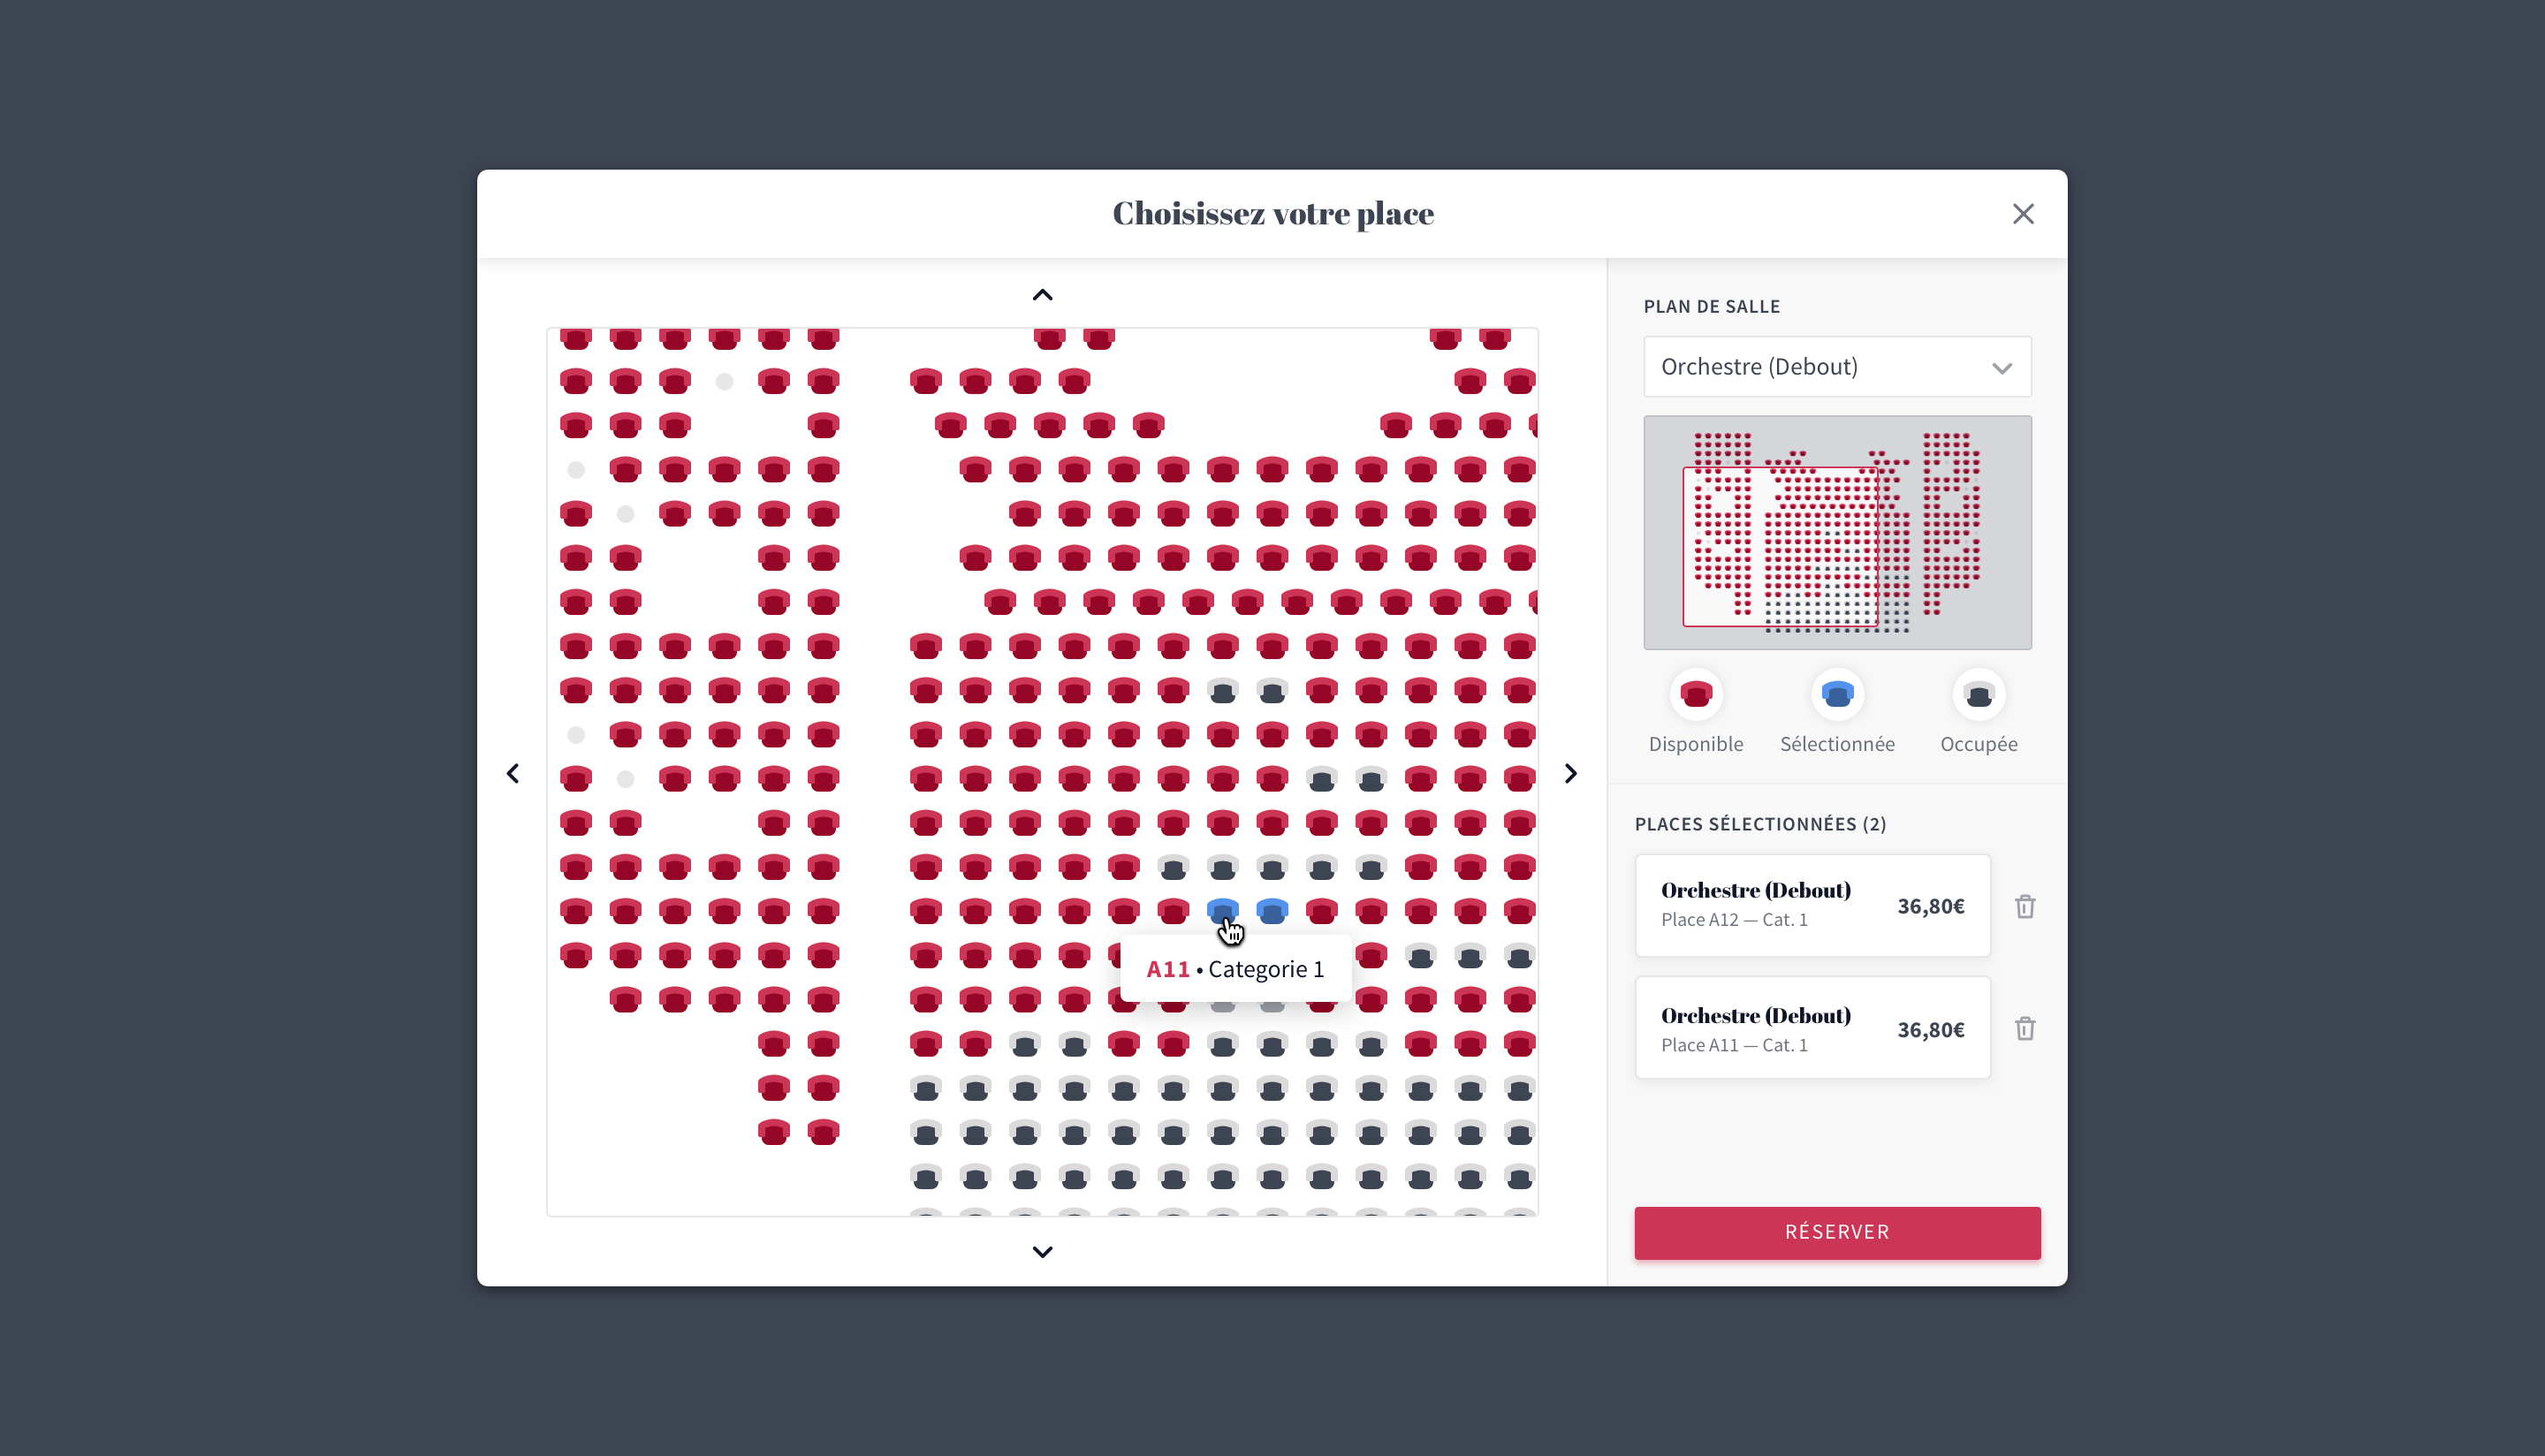 Choisissez votre place
PLAN DE SALLE
Orchestre (Debout)
Disponible
Sélectionnée
Occupée
PLACES SÉLECTIONNÉES (2)
Orchestre (Debout)
Place A12 — Cat. 1
36,80€
Orchestre (Debout)
Place A11 — Cat. 1
36,80€
A11 • Categorie 1
RÉSERVER